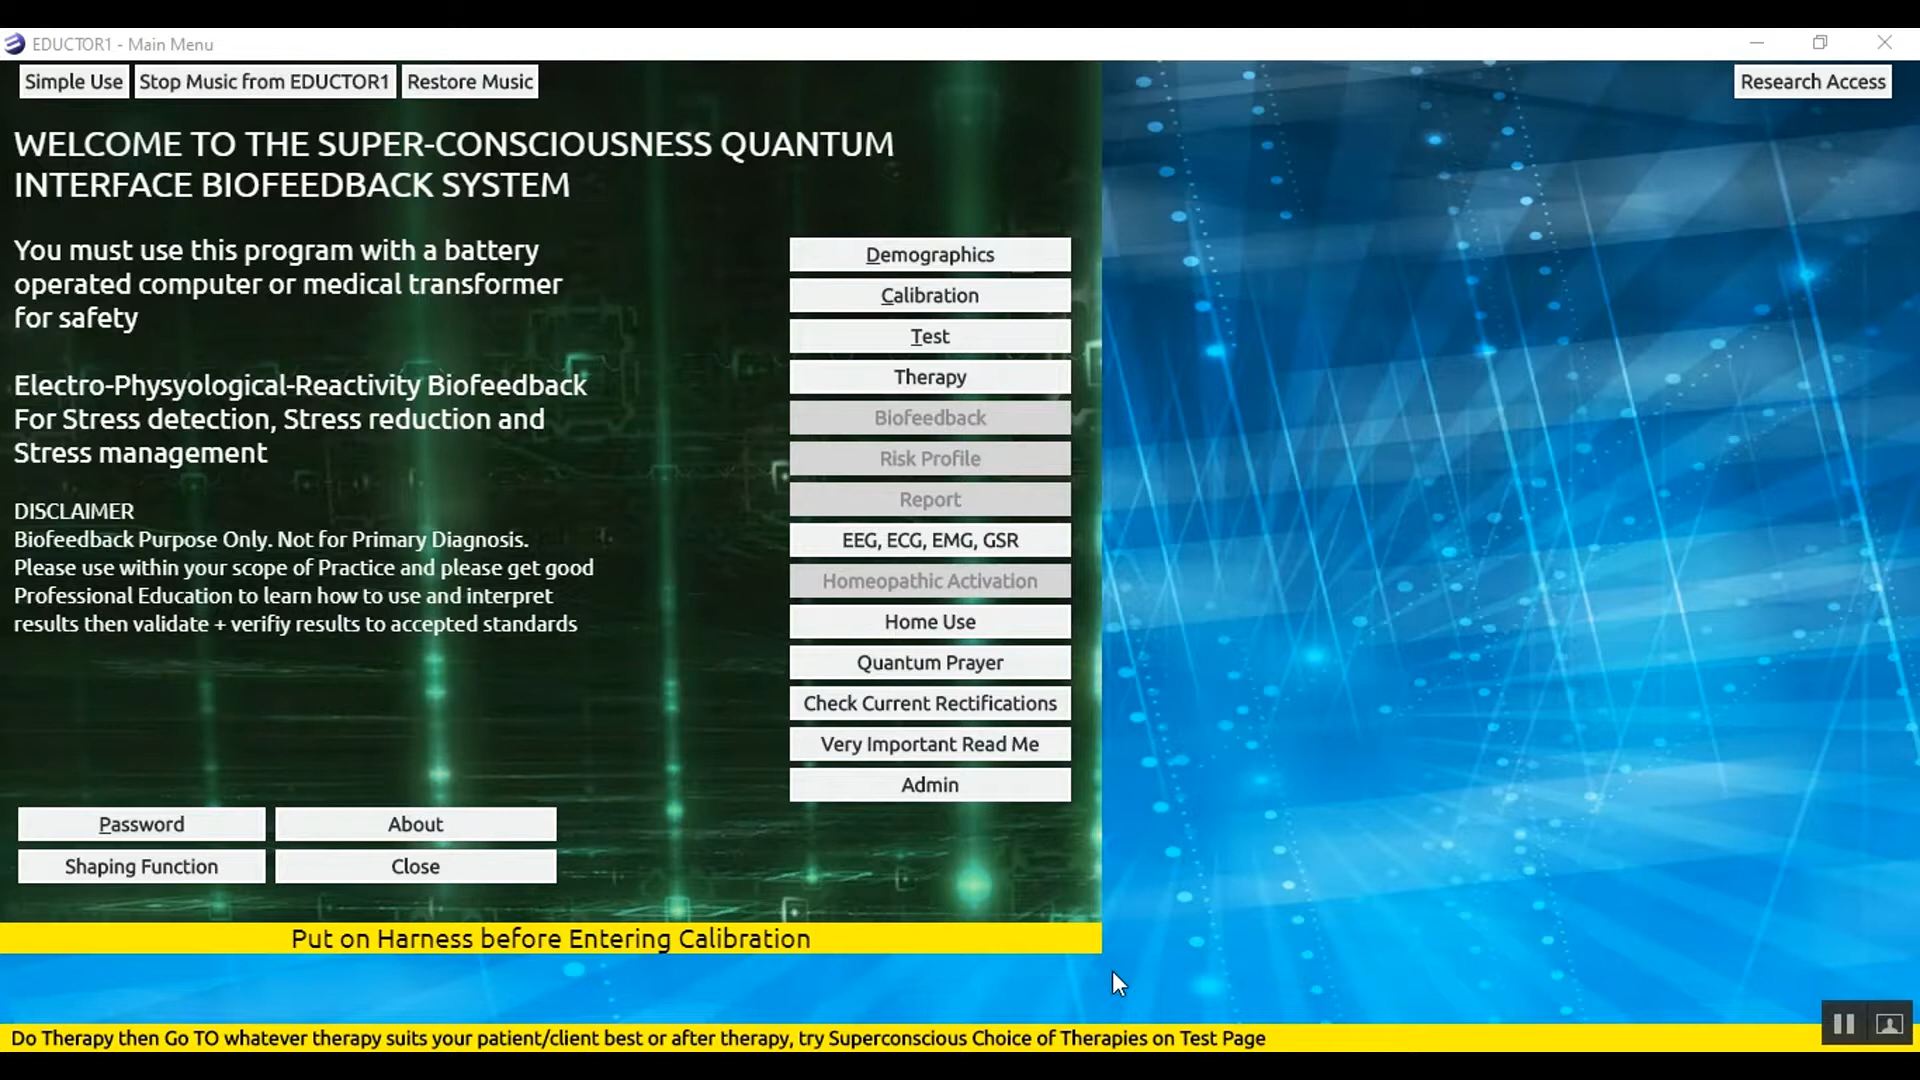 EDUCTOR1 - Main Menu
Simple Use
Stop Music from EDUCTOR1
Restore Music
Research Access
WELCOME TO THE SUPER-CONSCIOUSNESS QUANTUM
INTERFACE BIOFEEDBACK SYSTEM
You must use this program with a battery
operated computer or medical transformer
for safety
Electro-Physyological-Reactivity Biofeedback
For Stress detection, Stress reduction and
Stress management
DISCLAIMER
Biofeedback Purpose Only. Not for Primary Diagnosis.
Please use within your scope of Practice and please get good
Professional Education to learn how to use and interpret
results then validate + verifiy results to accepted standards
Demographics
Calibration
Test
Therapy
Biofeedback
Risk Profile
Report
EEG, ECG, EMG, GSR
Homeopathic Activation
Home Use
Quantum Prayer
Check Current Rectifications
Very Important Read Me
Admin
Password
About
Shaping Function
Close
Put on Harness before Entering Calibration
Do Therapy then Go TO whatever therapy suits your patient/client best or after therapy, try Superconscious Choice of Therapies on Test Page